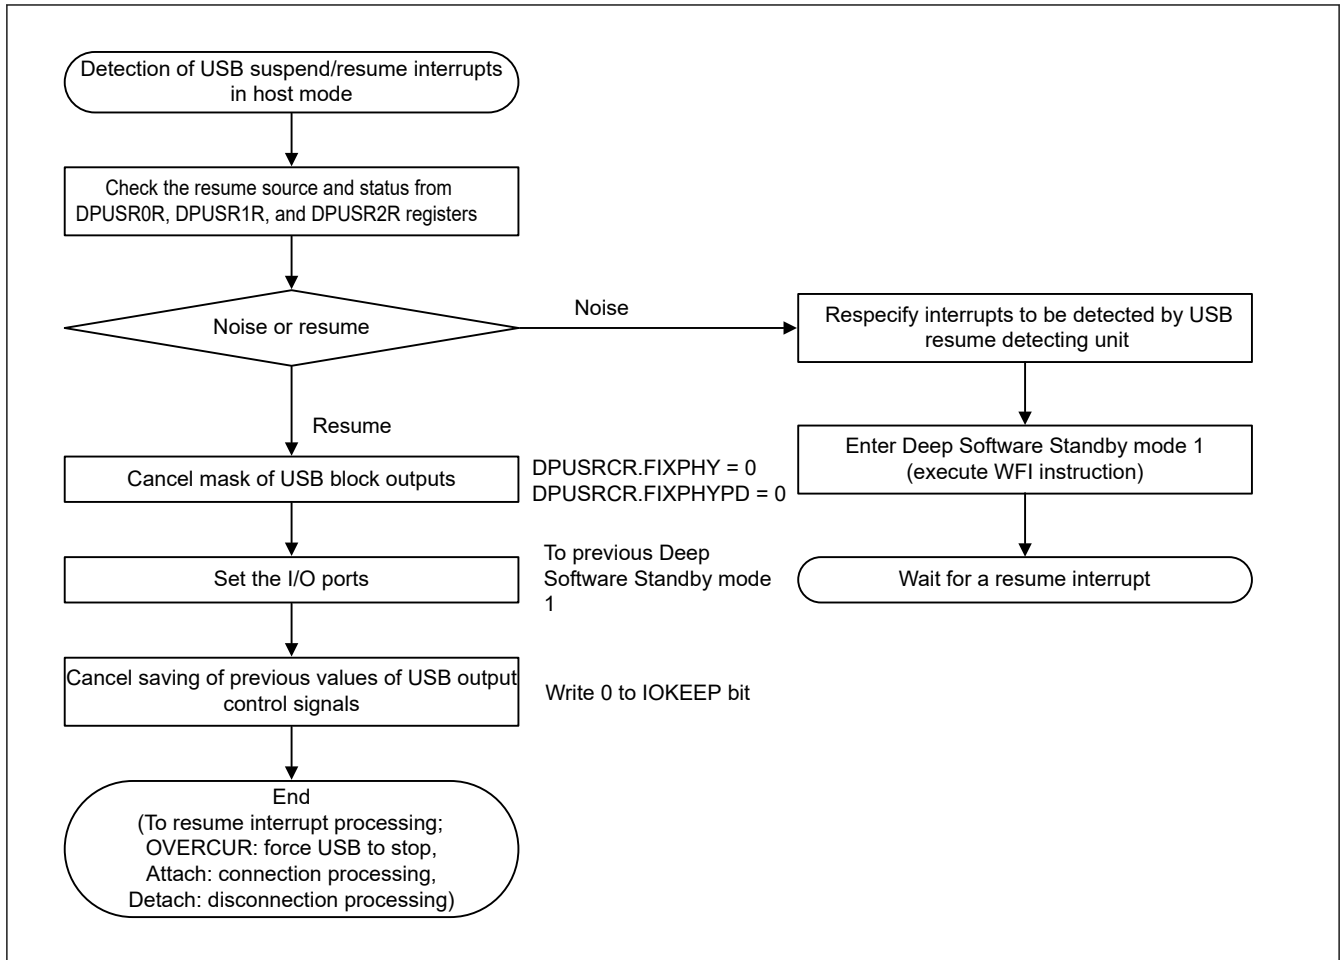 Detection of USB suspend/resume interrupts
in host mode
Check the resume source and status from
DPUSR0R, DPUSR1R, and DPUSR2R registers
Noise or resume
Noise
Respecify interrupts to be detected by USB
resume detecting unit
Resume
Enter Deep Software Standby mode 1
(execute WFI instruction)
Cancel mask of USB block outputs
DPUSRCR.FIXPHY = 0
DPUSRCR.FIXPHYPD = 0
Set the I/O ports
To previous Deep
Software Standby mode
1
Wait for a resume interrupt
Cancel saving of previous values of USB output
control signals
Write 0 to IOKEEP bit
End
(To resume interrupt processing;
OVERCUR: force USB to stop,
Attach: connection processing,
Detach: disconnection processing)